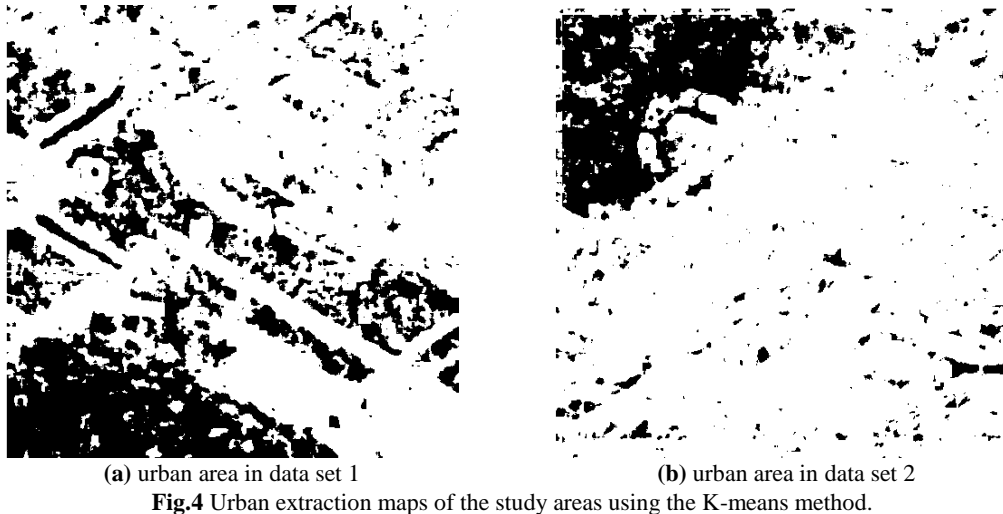 (a) urban area in data set 1
(b) urban area in data set 2
Fig.4 Urban extraction maps of the study areas using the K-means method.